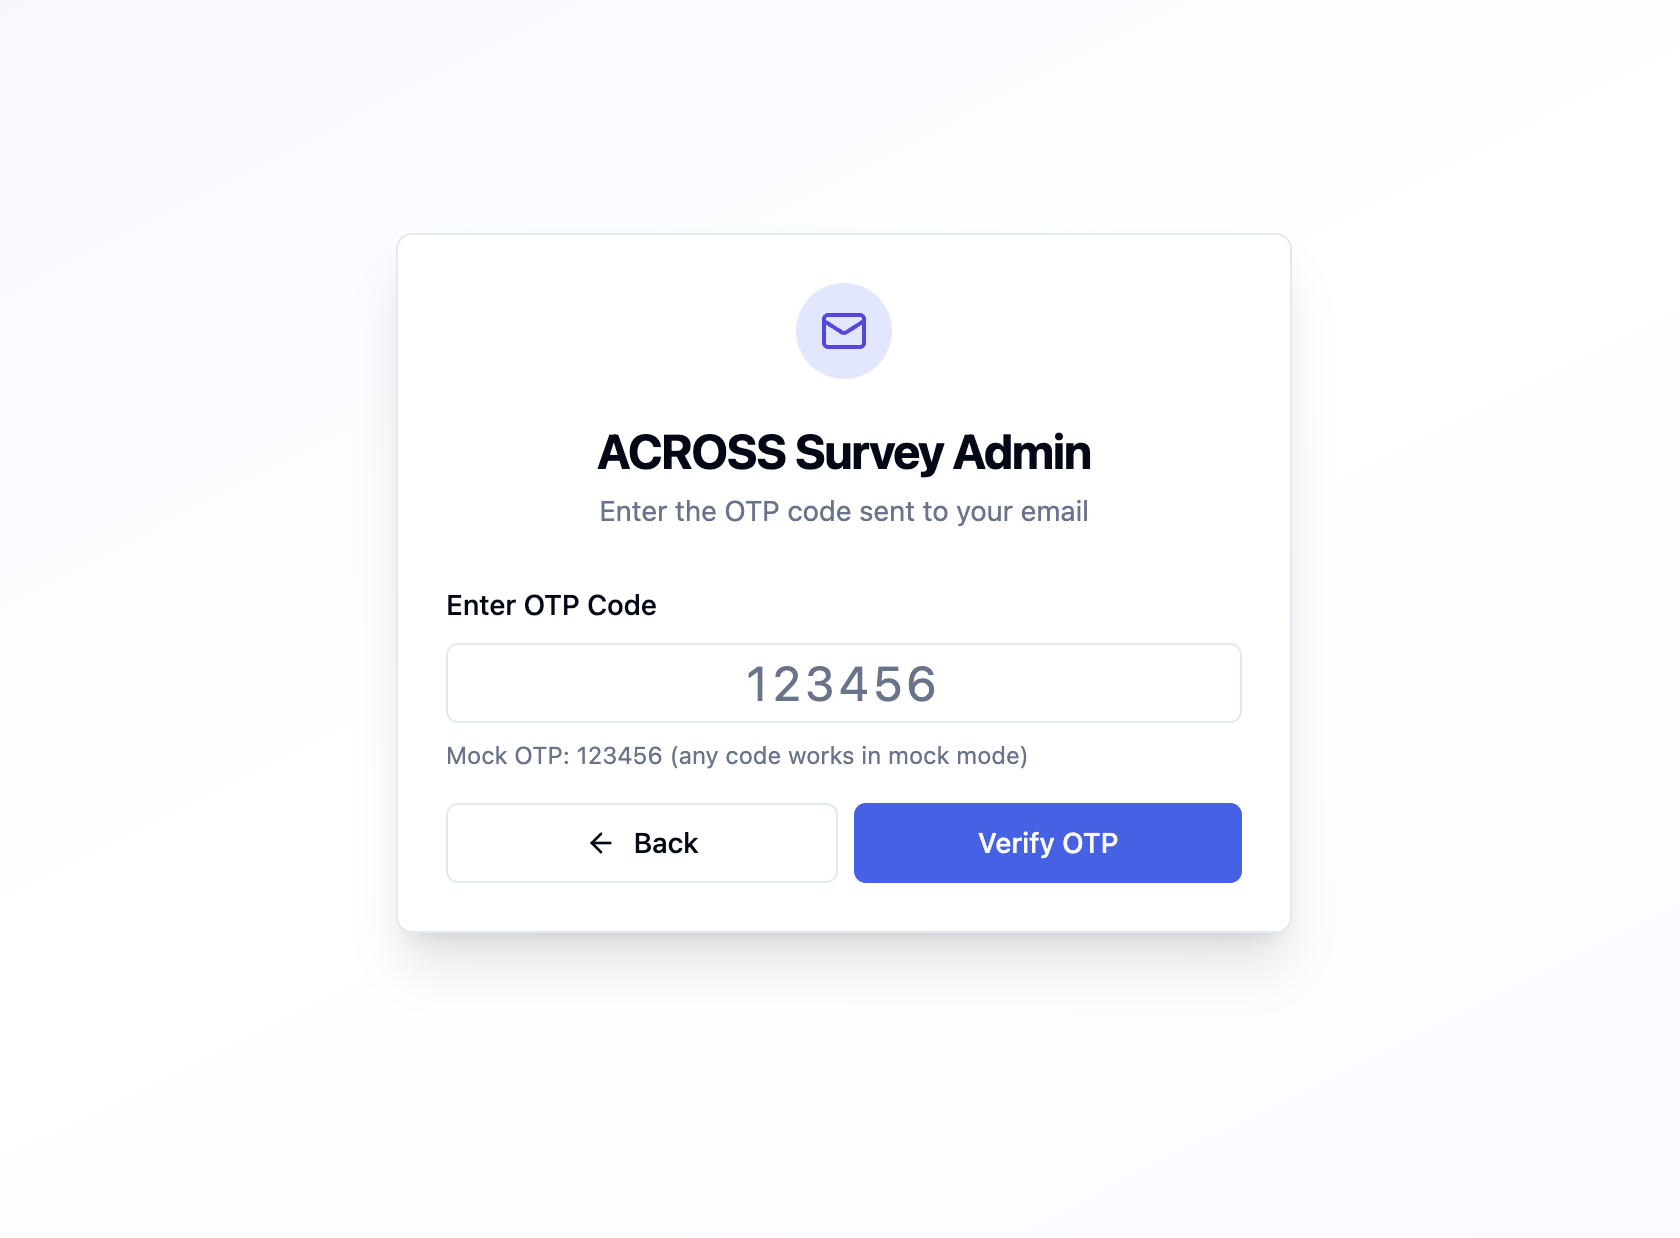 ACROSS Survey Admin
Enter the OTP code sent to your email
Enter OTP Code
123456
Mock OTP: 123456 (any code works in mock mode)
Back
Verify OTP